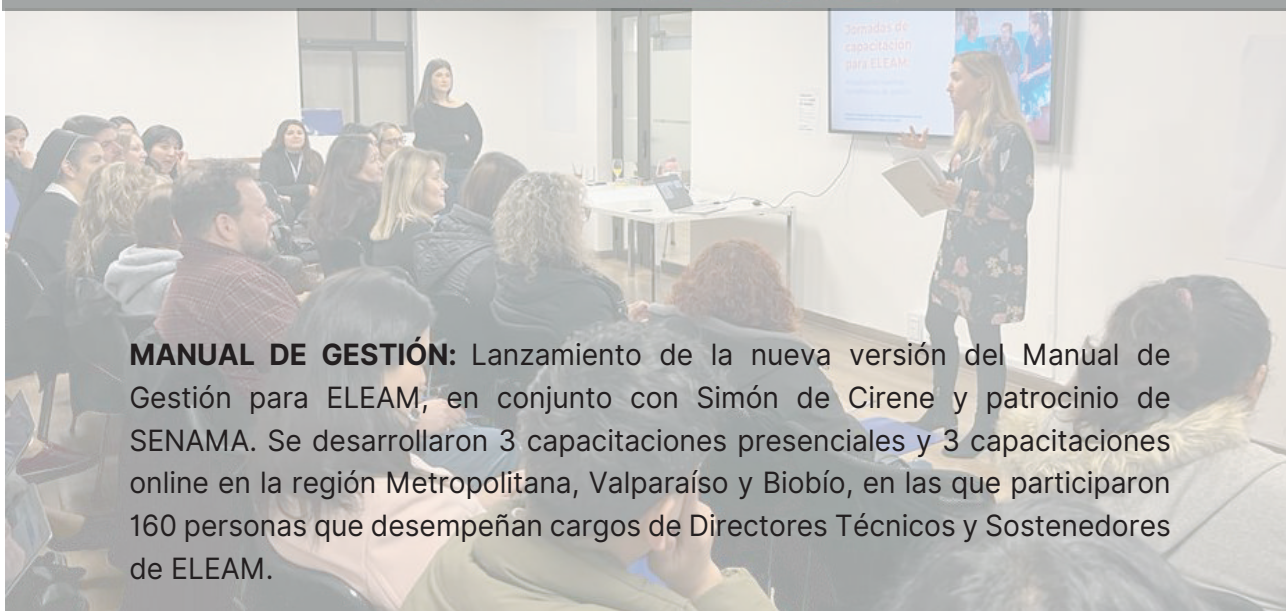 Jornadas de
capacitación
para ELEAM:
MANUAL DE GESTIÓN: Lanzamiento de la nueva versión del Manual de
Gestión para ELEAM, en conjunto con Simón de Cirene y patrocinio de
SENAMA. Se desarrollaron 3 capacitaciones presenciales y 3 capacitaciones
online en la región Metropolitana, Valparaíso y Biobío, en las que participaron
160 personas que desempeñan cargos de Directores Técnicos y Sostenedores
de ELEAM.